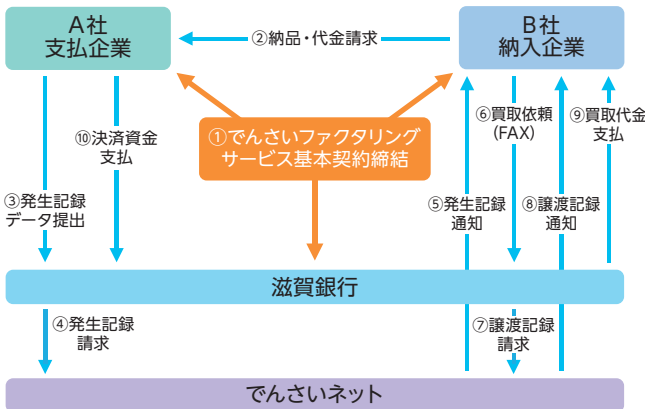 A社
支払企業
②納品・代金請求
B社
納入企業
①でんさいファクタリング
サービス基本契約締結
⑩決済資金
支払
⑥買取依頼
(FAX)
⑨買取代金
支払
③発生記録
データ提出
⑤発生記録
通知
⑧譲渡記録
通知
滋賀銀行
④発生記録
請求
⑦譲渡記録
請求
でんさいネット